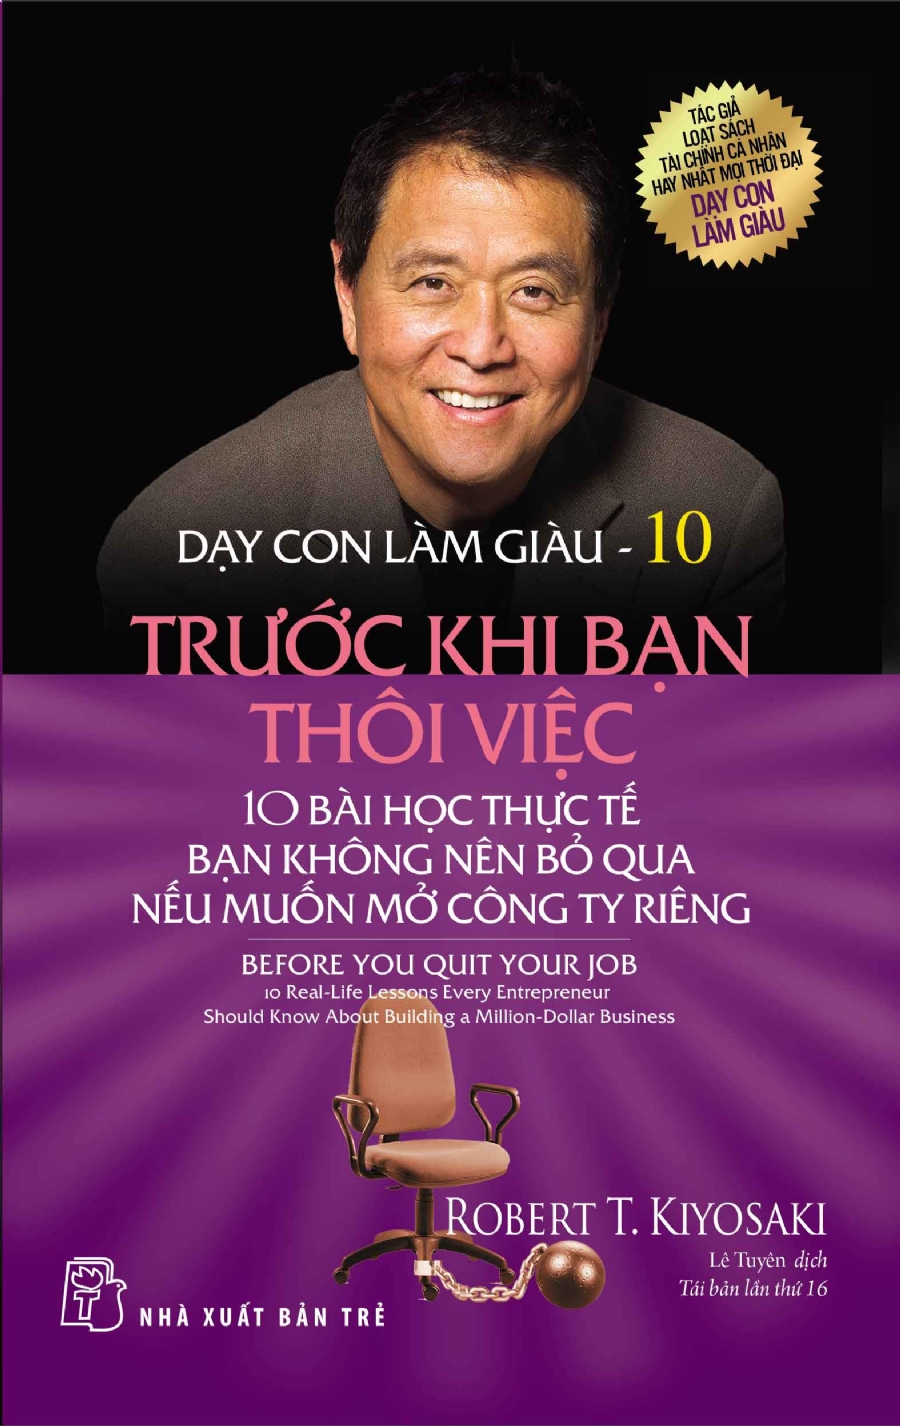 TÁC GIẢ
LOẠT SÁCH
TÀI CHÍNH CÁ NHÂN
HAY NHẤT MỌI THỜI ĐẠI
DẠY CON
LÀM GIÀU
DẠY CON LÀM GIÀU - 10
TRƯỚC KHI BẠN
THÔI VIỆC
10 BÀI HỌC THỰC TẾ
BẠN KHÔNG NÊN BỎ QUA
NẾU MUỐN MỞ CÔNG TY RIÊNG
BEFORE YOU QUIT YOUR JOB
10 Real-Life Lessons Every Entrepreneur
Should Know About Building a Million-Dollar Business
ROBERT T. KIYOSAKI
Lê Tuyên dịch
Tái bản lần thứ 16
T
NHÀ XUẤT BẢN TRẺ